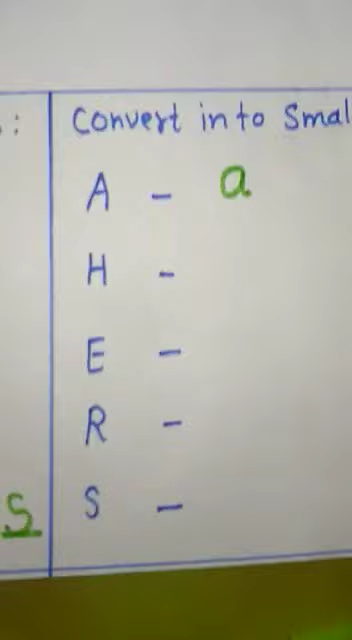 :
Convert into Smal
A - a
H -
E -
R -
S S -